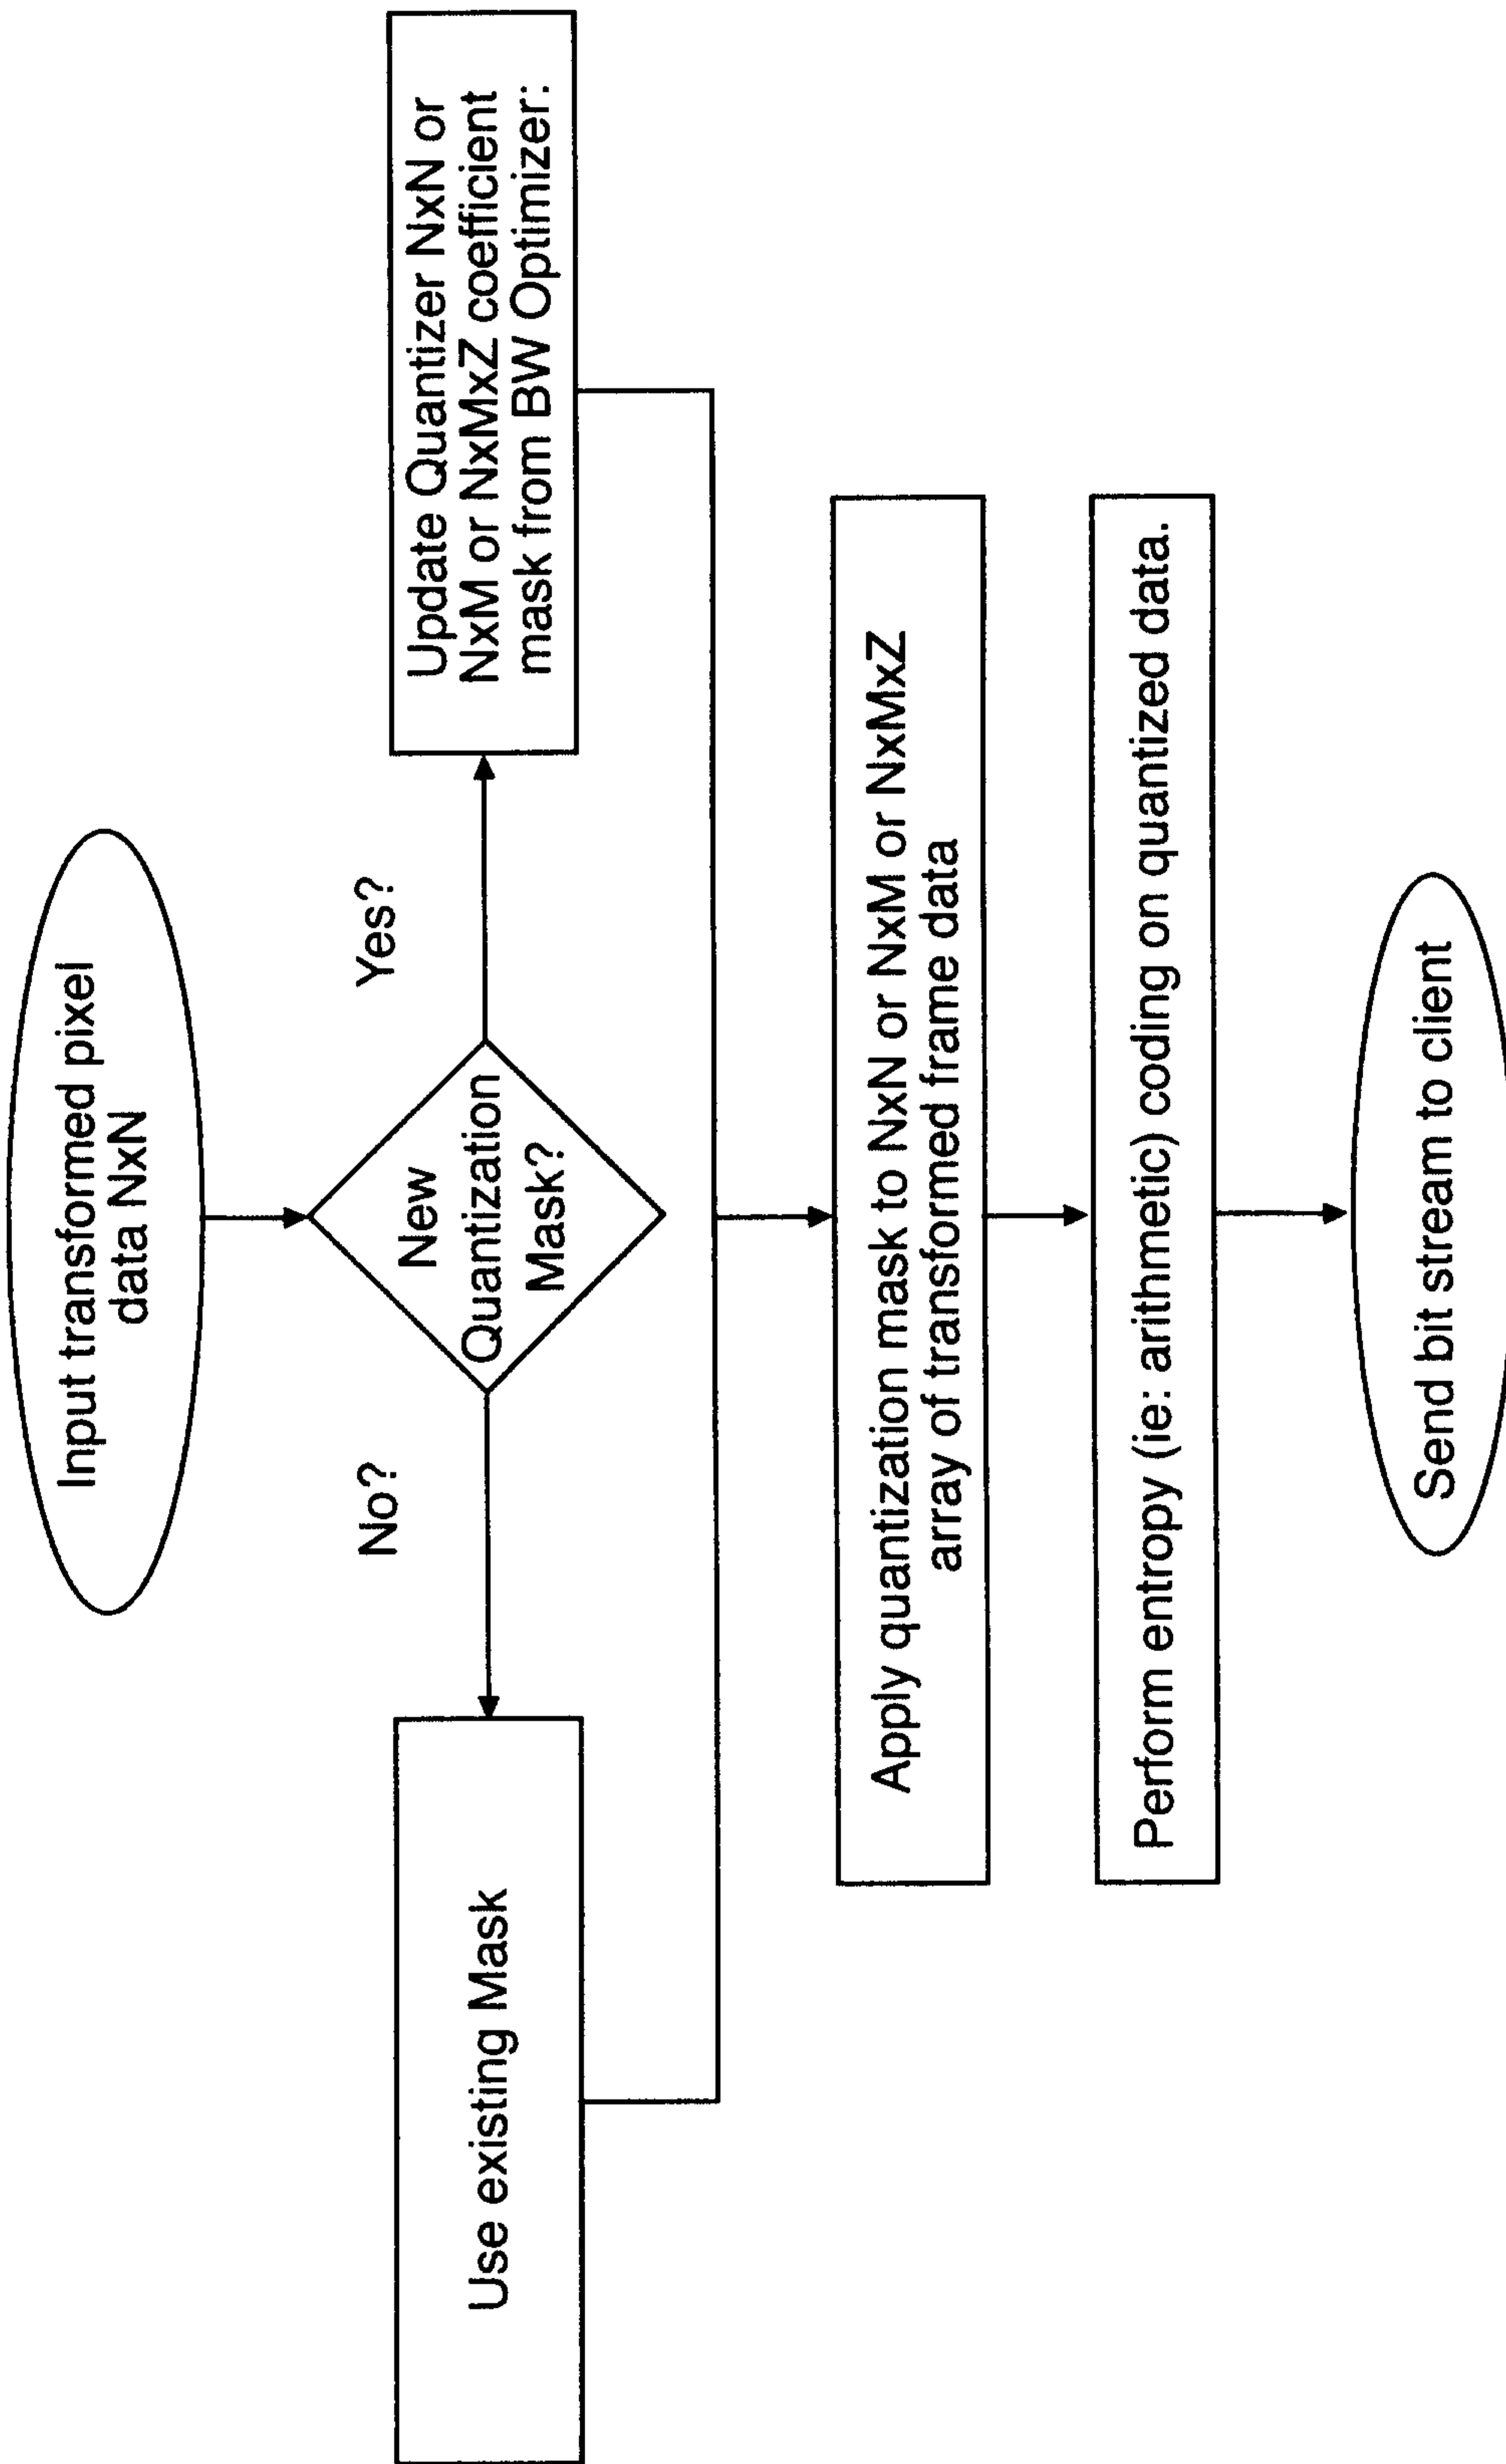 Input transformed pixel
data NxN
No?
New
Quantization
Mask?
Yes?
Use existing Mask
Update Quantizer NxN or
NxM or NxMxZ coefficient
mask from BW Optimizer:
Apply quantization mask to NxN or NxM or NxMxZ
array of transformed frame data
Perform entropy (ie: arithmetic) coding on quantized data.
Send bit stream to client